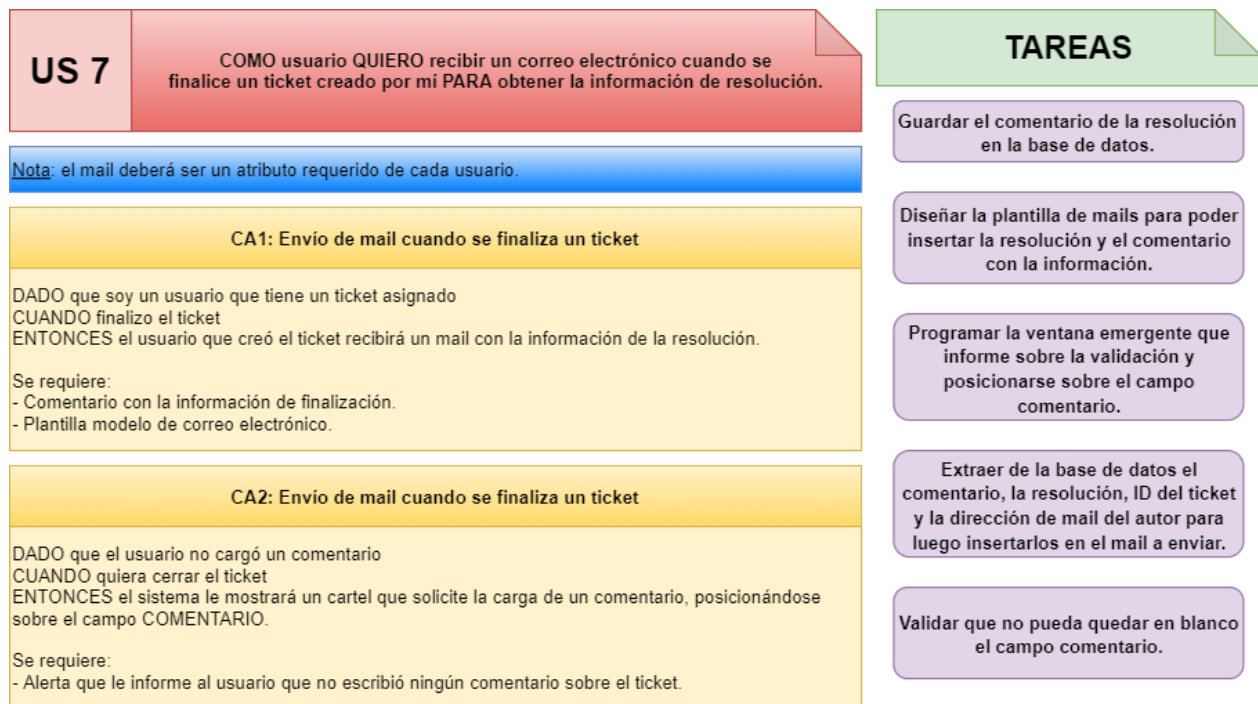 US 7
COMO usuario QUIERO recibir un correo electrónico cuando se
finalice un ticket creado por mí PARA obtener la información de resolución.
Nota: el mail deberá ser un atributo requerido de cada usuario.
CA1: Envío de mail cuando se finaliza un ticket
DADO que soy un usuario que tiene un ticket asignado
CUANDO finalizo el ticket
ENTONCES el usuario que creó el ticket recibirá un mail con la información de la resolución.
Se requiere:
- Comentario con la información de finalización.
- Plantilla modelo de correo electrónico.
CA2: Envío de mail cuando se finaliza un ticket
DADO que el usuario no cargó un comentario
CUANDO quiera cerrar el ticket
ENTONCES el sistema le mostrará un cartel que solicite la carga de un comentario, posicionándose
sobre el campo COMENTARIO.
Se requiere:
- Alerta que le informe al usuario que no escribió ningún comentario sobre el ticket.
TAREAS
Guardar el comentario de la resolución
en la base de datos.
Diseñar la plantilla de mails para poder
insertar la resolución y el comentario
con la información.
Programar la ventana emergente que
informe sobre la validación y
posicionarse sobre el campo
comentario.
Extraer de la base de datos el
comentario, la resolución, ID del ticket
y la dirección de mail del autor para
luego insertarlos en el mail a enviar.
Validar que no pueda quedar en blanco
el campo comentario.